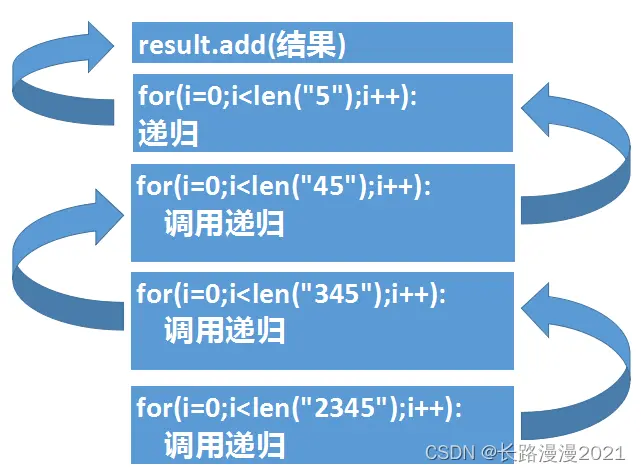 result.add(结果)
for(i=0;i<len("5");i++):
递归
for(i=0;i<len("45");i++):
调用递归
for(i=0;i<len("345");i++):
调用递归
for(i=0;i<len("2345");i++):
调用递归
CSDN @长路漫漫2021